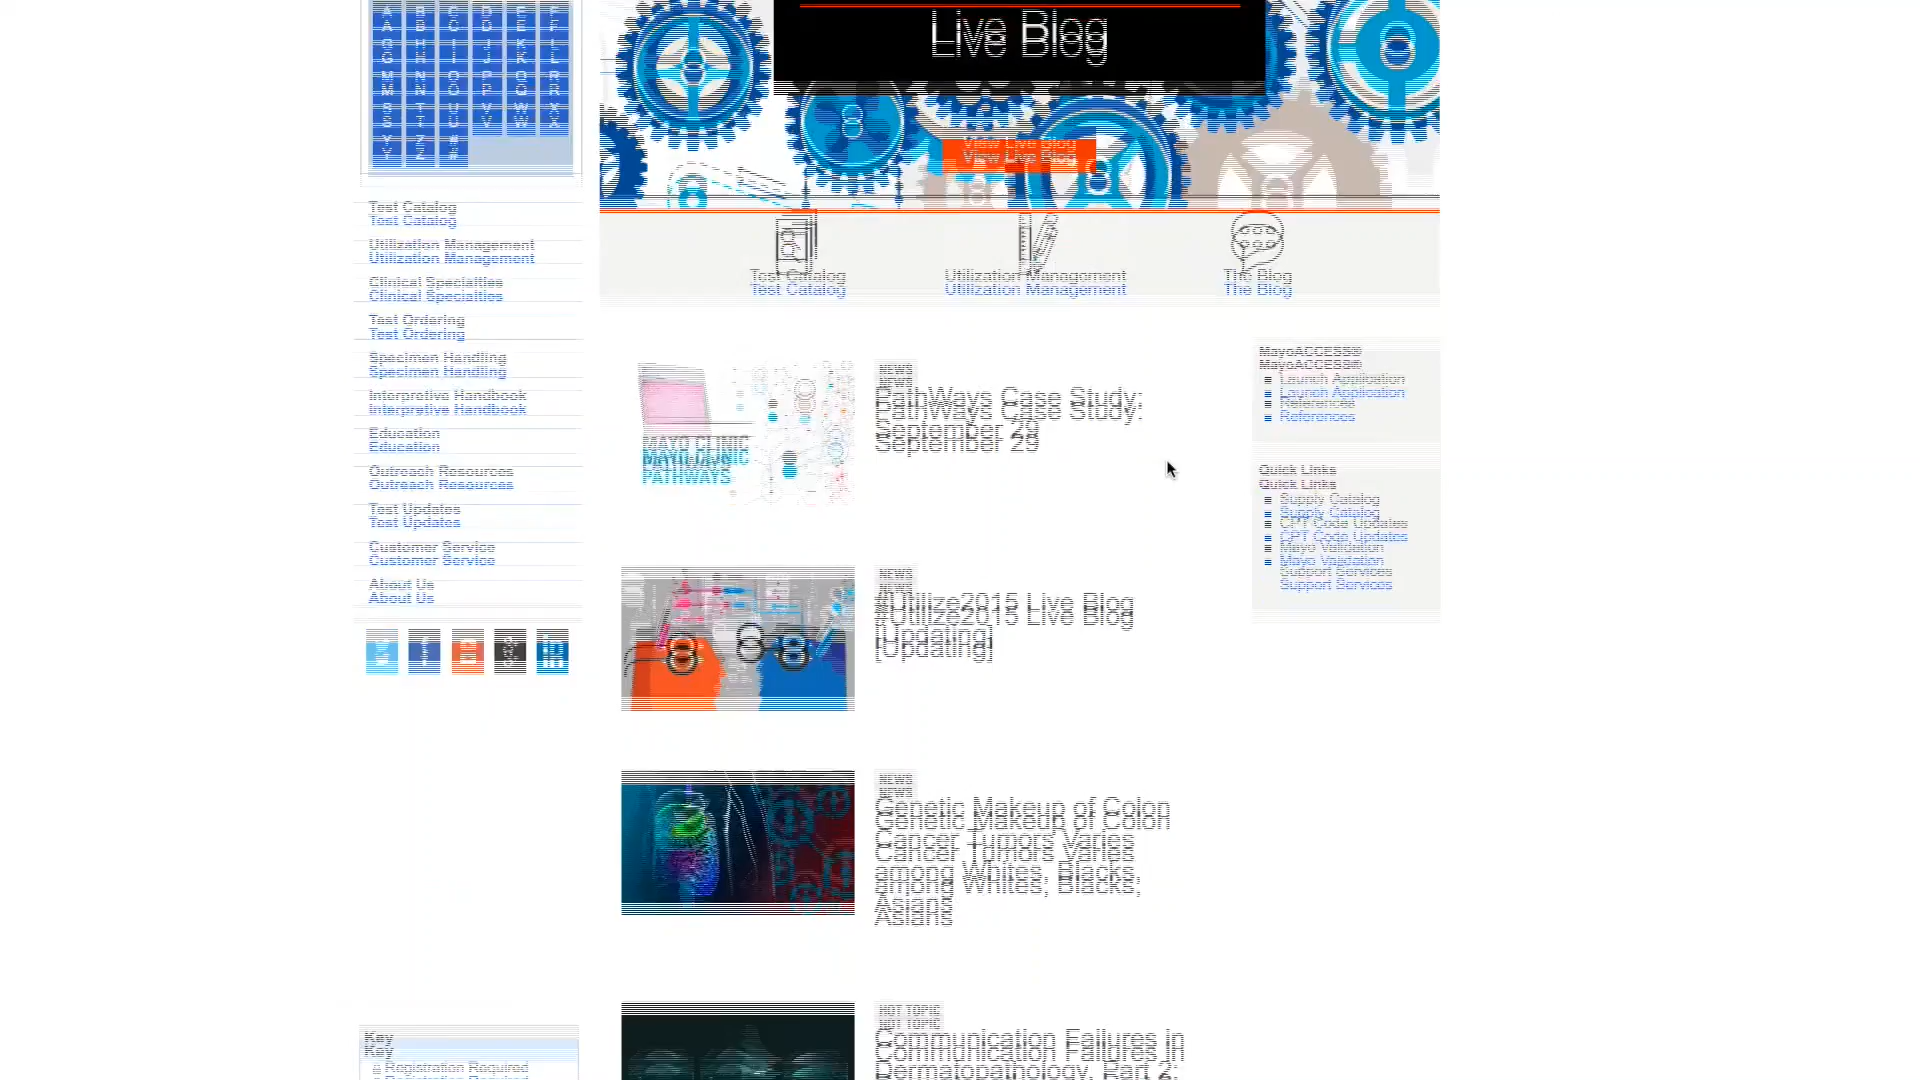 A B C D E F
G H I J K L
M N O P Q R
S T U V W X
Y Z #
Test Catalog
Utilization Management
Clinical Specialties
Test Ordering
Specimen Handling
Interpretive Handbook
Education
Outreach Resources
Test Updates
Customer Service
About Us
Key
Registration Required
Live Blog
View Live Blog
Test Catalog
Utilization Management
The Blog
MAYO CLINIC
PATHWAYS
NEWS
PathWays Case Study:
September 29
NEWS
#Utilize2015 Live Blog
[Updating]
NEWS
Genetic Makeup of Colon
Cancer Tumors Varies
among Whites, Blacks,
Asians
HOT TOPIC
Communication Failures in
Dermatopathology, Part 2:
MayoACCESS®
Launch Application
References
Quick Links
Supply Catalog
CPT Code Updates
Mayo Validation
Support Services